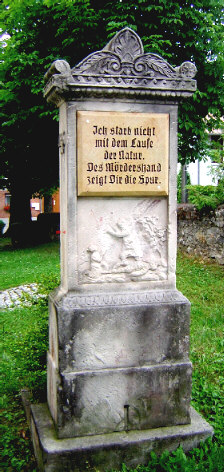 Ich starb nicht
mit dem Laufe
der Natur.
Des Mördershand
zeigt Dir die Spur.